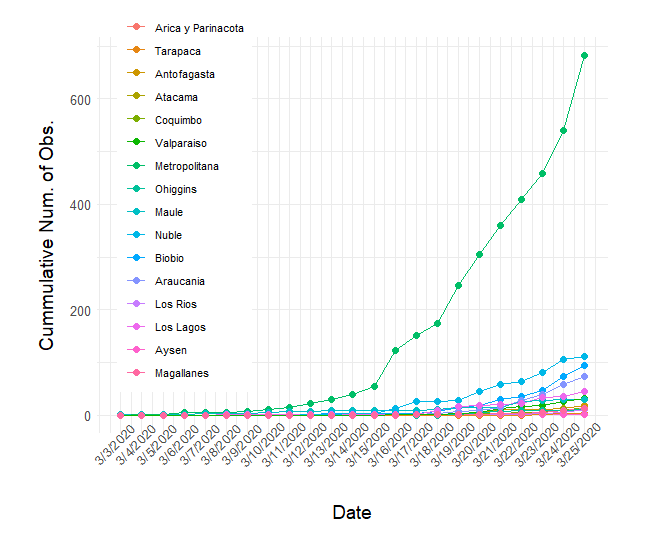 Arica y Parinacota
Tarapaca
Antofagasta
Atacama
Coquimbo
Valparaiso
Metropolitana
Ohiggins
Maule
Nuble
Biobio
Araucania
Los Rios
Los Lagos
Aysen
Magallanes
Cummulative Num. of Obs.
600
400
200
0
3/3/2020
3/4/2020
3/5/2020
3/6/2020
3/7/2020
3/8/2020
3/9/2020
3/10/2020
3/11/2020
3/12/2020
3/13/2020
3/14/2020
3/15/2020
3/16/2020
3/17/2020
3/18/2020
3/19/2020
3/20/2020
3/21/2020
3/22/2020
3/23/2020
3/24/2020
3/25/2020
Date